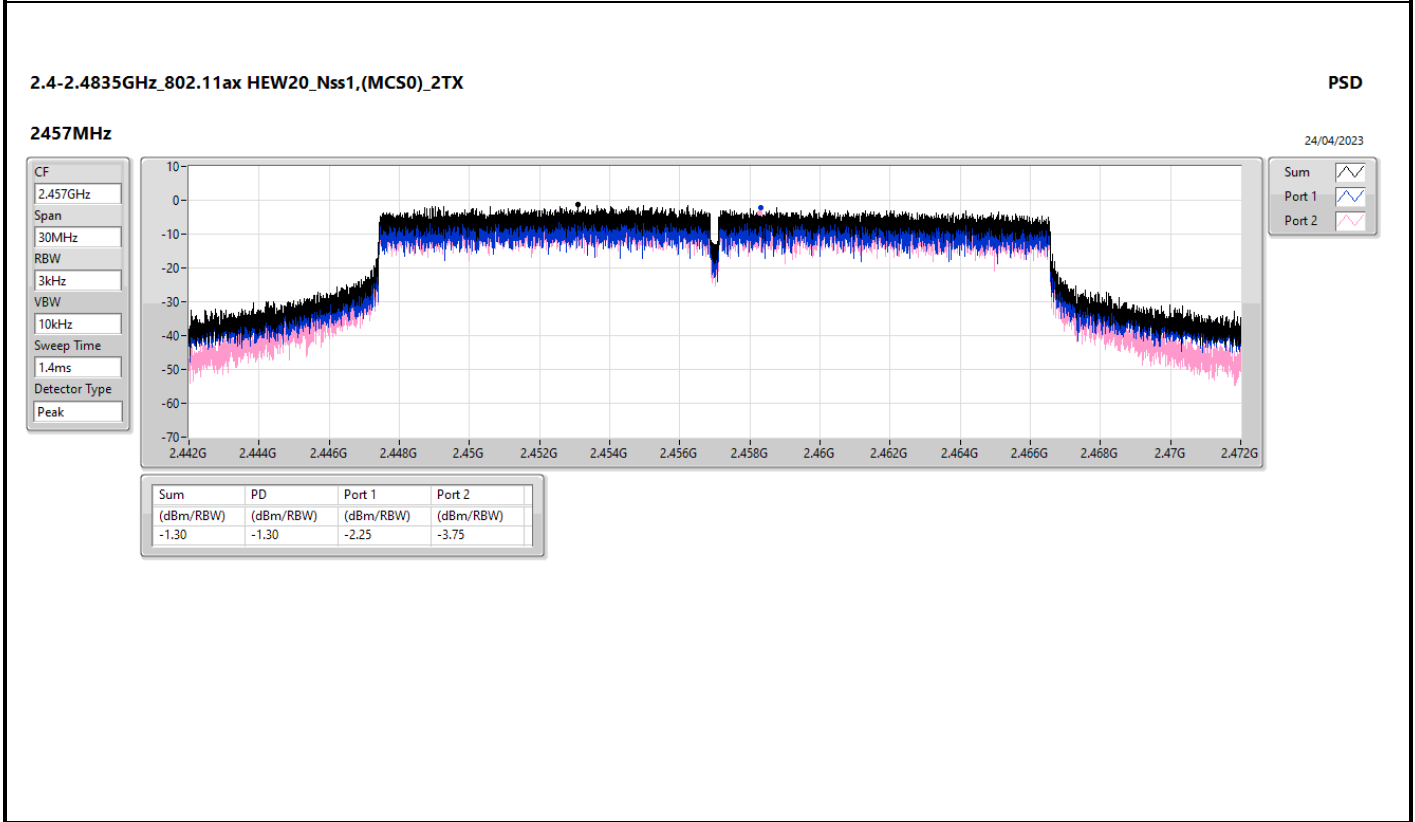 2.4-2.4835GHz_802.11ax HEW20_Nss1,(MCS0)_2TX
PSD
2457MHz
24/04/2023
CF
2.457GHz
Span
30MHz
RBW
3kHz
VBW
10kHz
Sweep Time
1.4ms
Detector Type
Peak
10
0
-10
-20
-30
-40
-50
-60
-70
2.442G 2.444G 2.446G 2.448G 2.45G 2.452G 2.454G 2.456G 2.458G 2.46G 2.462G 2.464G 2.466G 2.468G 2.47G 2.472G
Sum
Port 1
Port 2
Sum PD Port 1 Port 2
(dBm/RBW) (dBm/RBW) (dBm/RBW) (dBm/RBW)
-1.30 -1.30 -2.25 -3.75